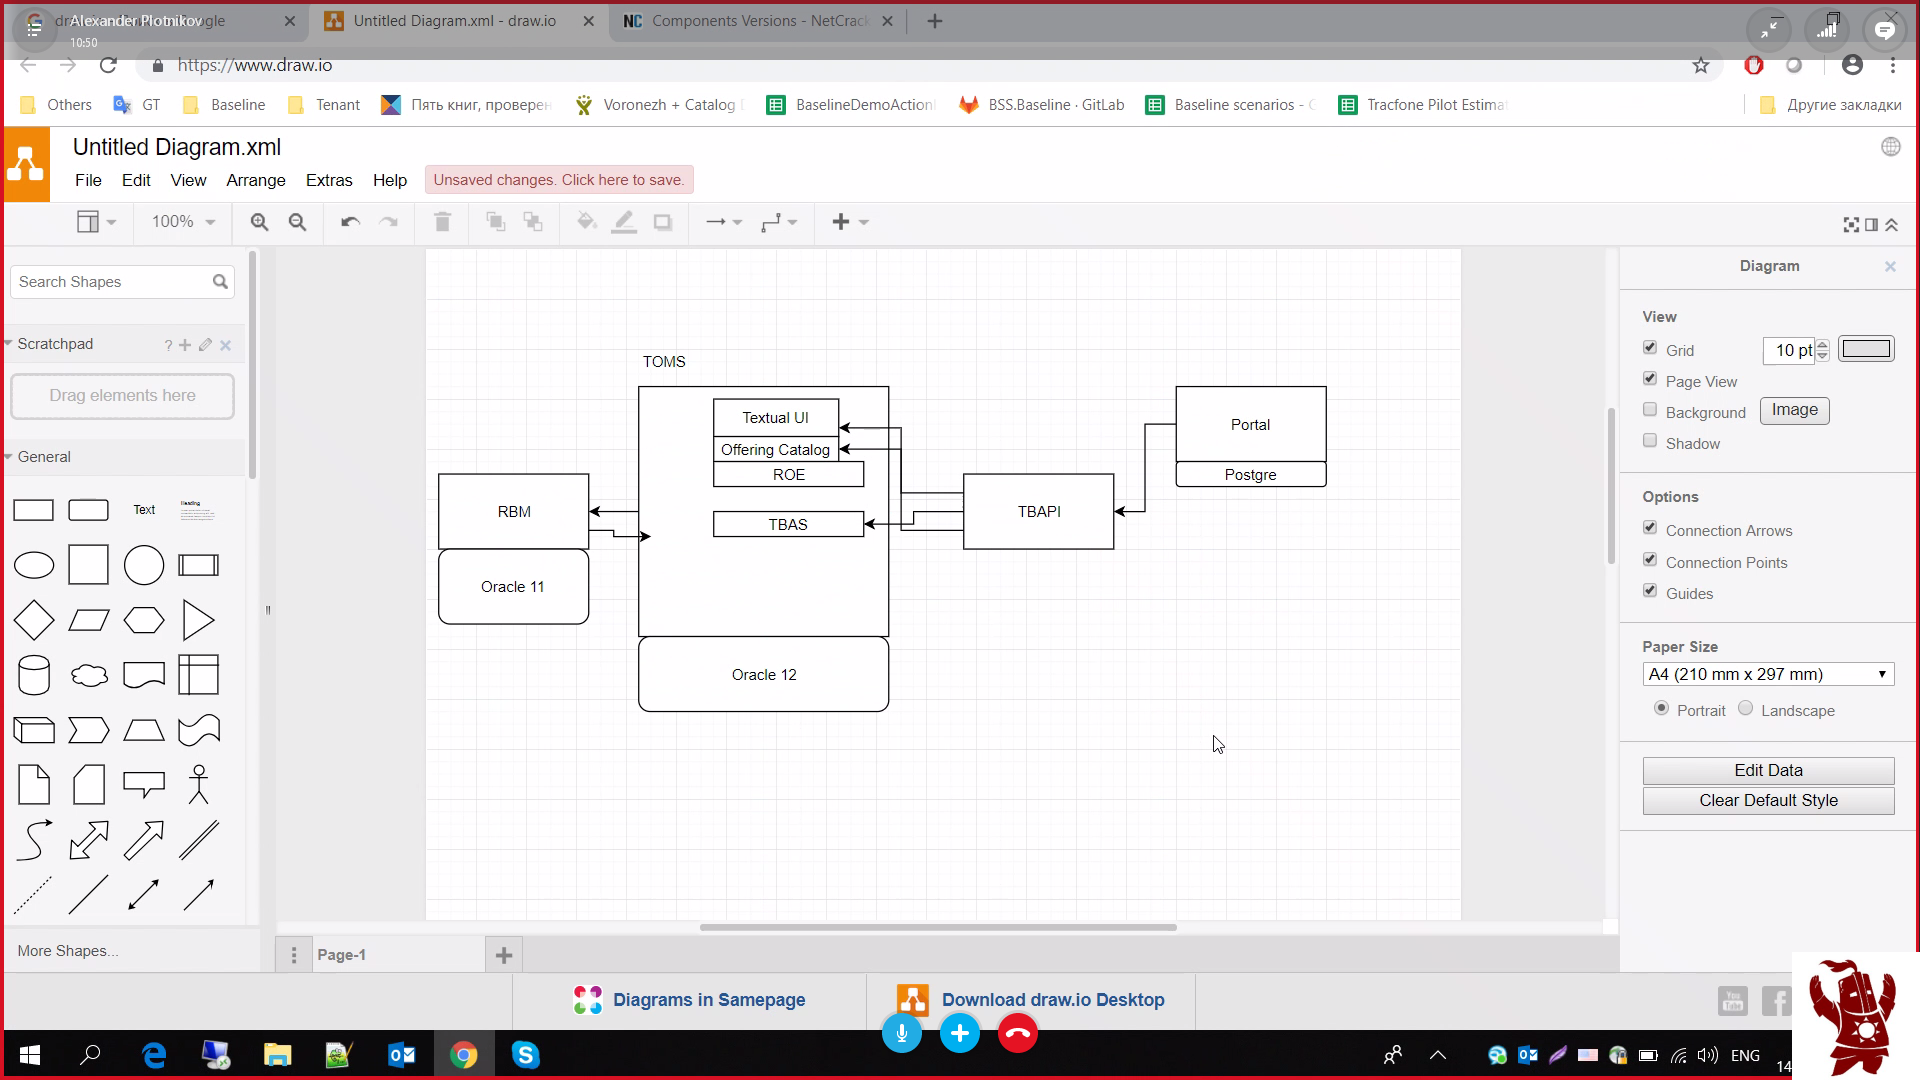 Alexander Plotnikov
10:50
Untitled Diagram.xml - draw.io
NC Components Versions - NetCrack
https://www.draw.io
Others
GT
Baseline
Tenant
Пять книг, проверен
Voronezh + Catalog
BaselineDemoAction
BSS.Baseline · GitLab
Baseline scenarios -
Tracfone Pilot Estimat
Другие закладки
Untitled Diagram.xml
File
Edit
View
Arrange
Extras
Help
Unsaved changes. Click here to save.
100%
Search Shapes
Scratchpad
?
Drag elements here
General
Text
Heading
More Shapes...
TOMS
Textual UI
Offering Catalog
ROE
TBAS
RBM
Oracle 11
Oracle 12
TBAPI
Portal
Postgre
Diagram
View
Grid
10 pt
Page View
Background
Image
Shadow
Options
Connection Arrows
Connection Points
Guides
Paper Size
A4 (210 mm x 297 mm)
Portrait
Landscape
Edit Data
Clear Default Style
Page-1
Diagrams in Samepage
Download draw.io Desktop
You Tube
ENG
14